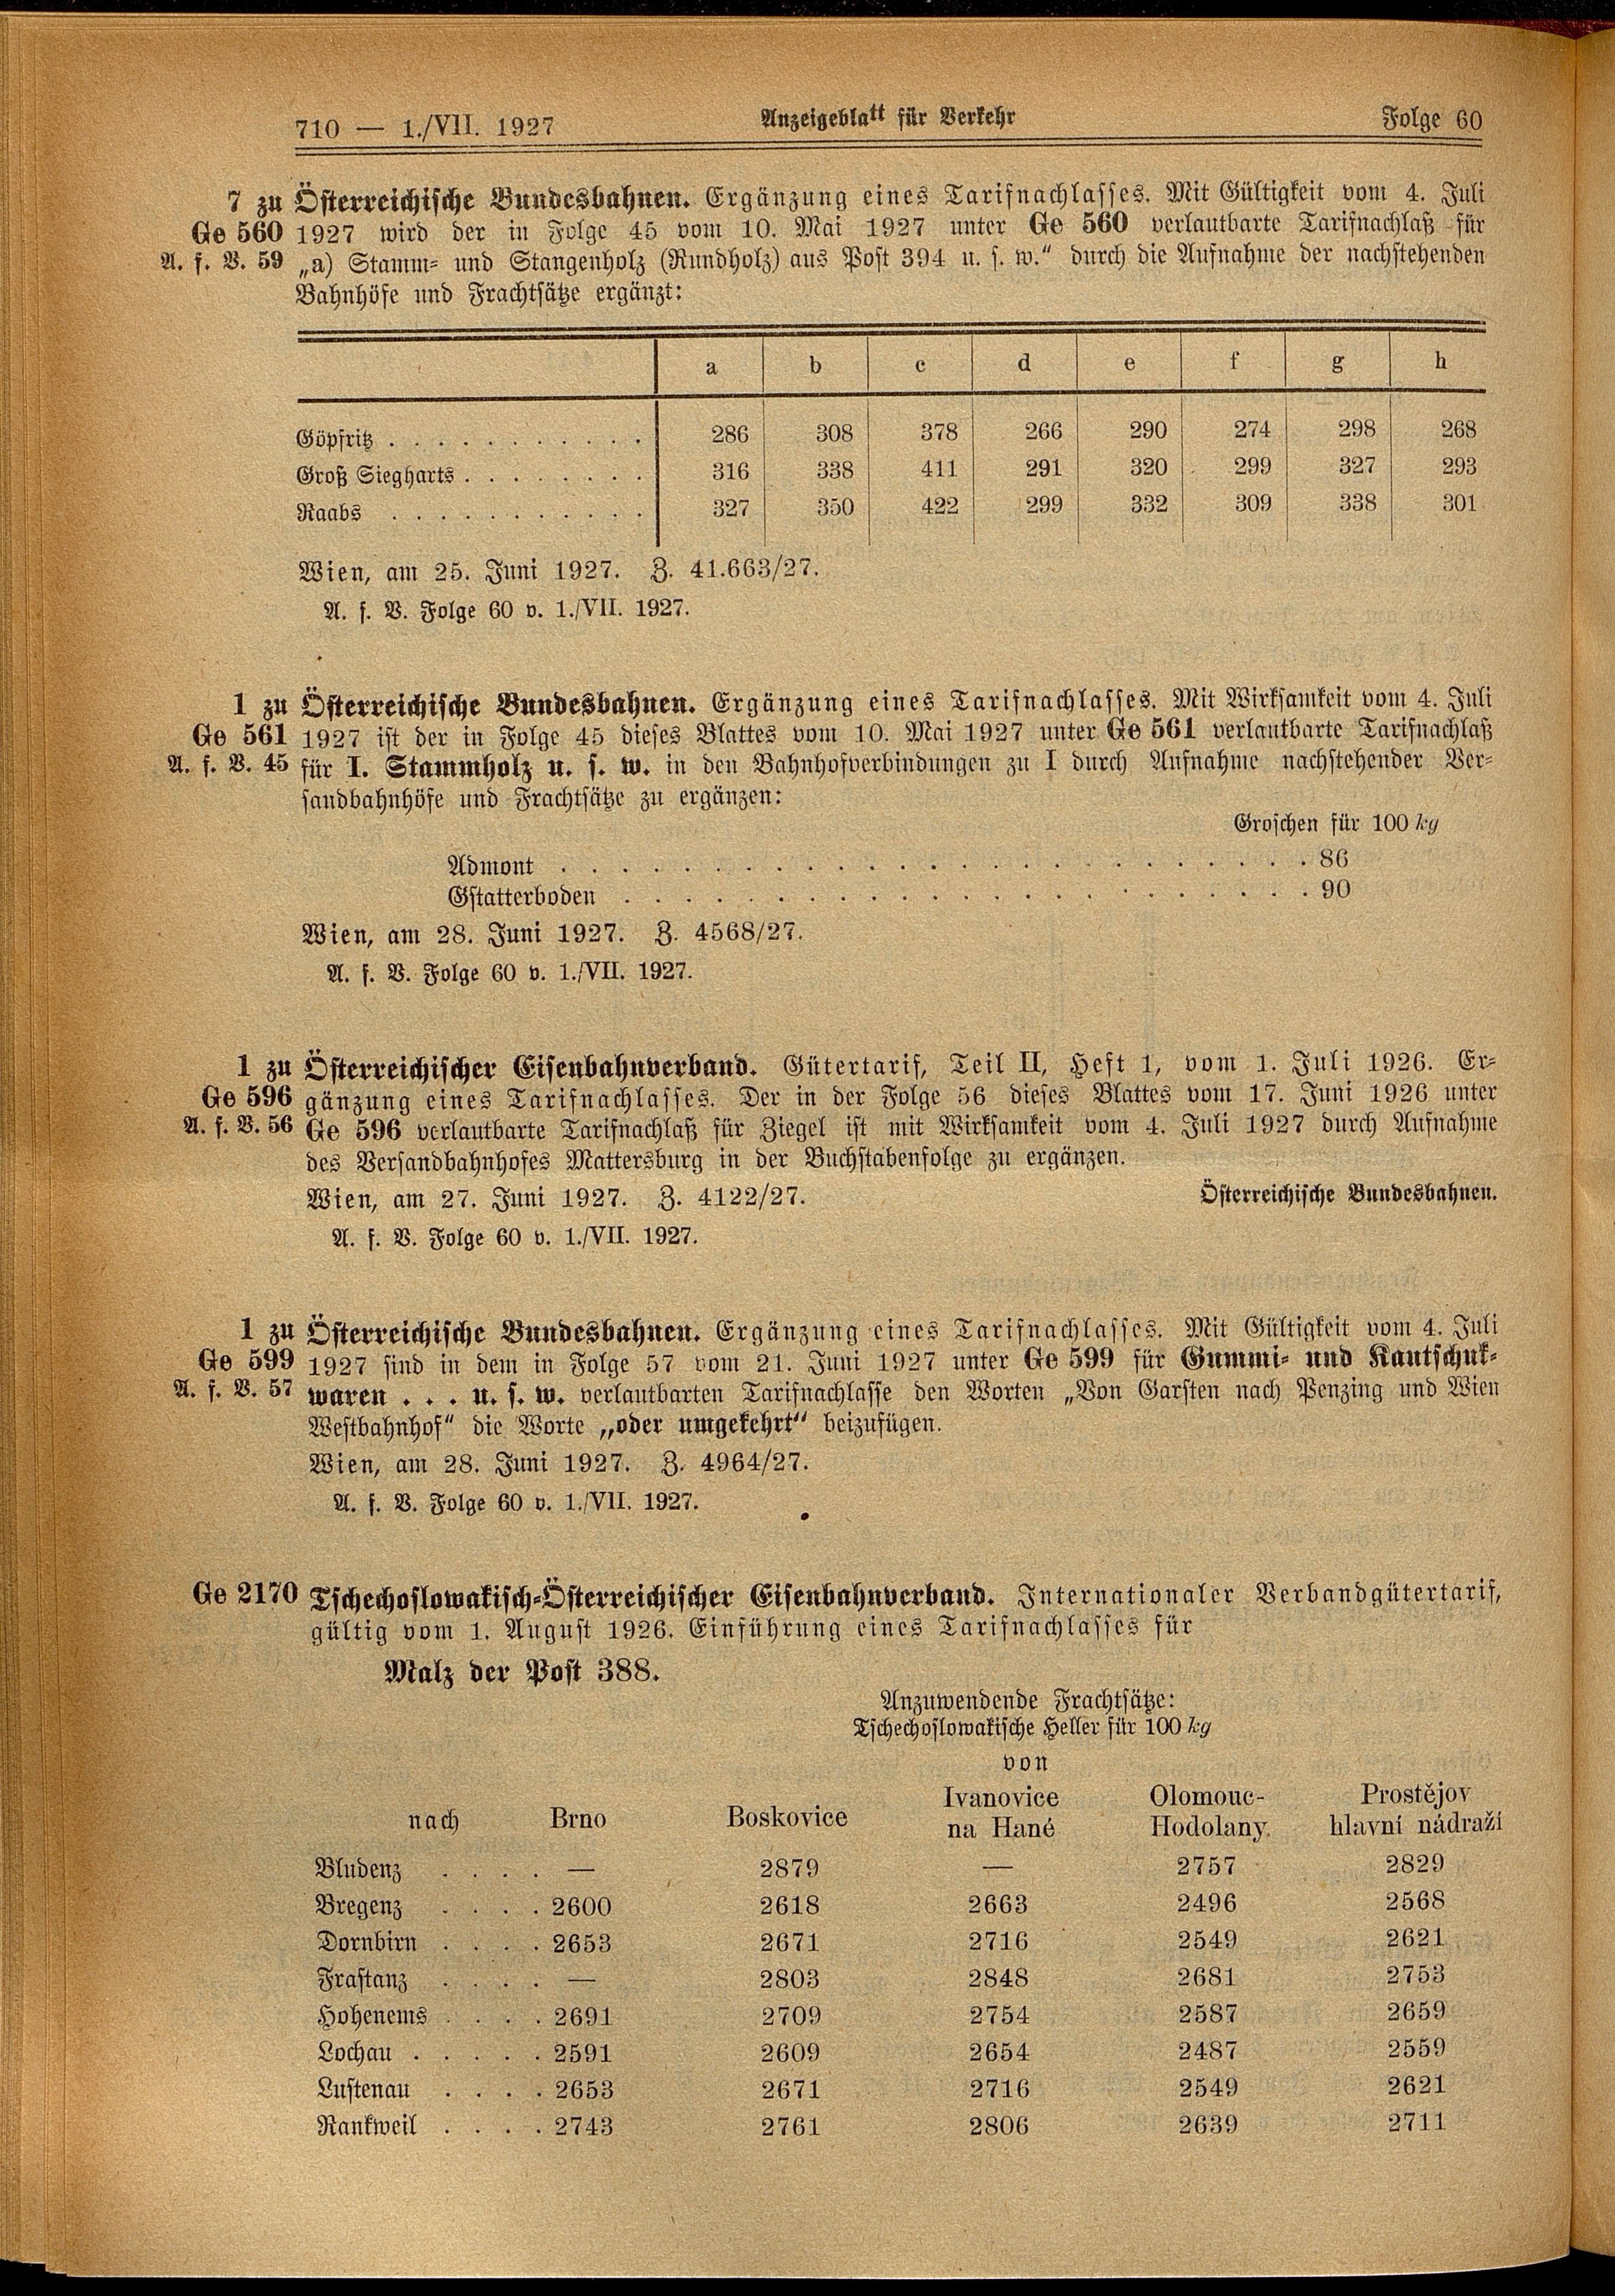 710 — 1./VII. 1927 Anzeigeblatt für Verkehr Folge 60
7 zu Österreichische Bundesbahnen. Ergänzung eines Tarifnachlasses. Mit Gültigkeit vom 4. Juli
Ge 560 1927 wird der in Folge 45 vom 10. Mai 1927 unter Ge 560 verlautbarte Tarifnachlaß für
A. f. V. 59 „a) Stamm- und Stangenholz (Rundholz) aus Post 394 u. s. w.“ durch die Aufnahme der nachstehenden
Bahnhöfe und Frachtsätze ergänzt:
a b c d e f g h
Göpfritz . . . . . . . . . . . 286 308 378 266 290 274 298 268
Groß Siegharts . . . . . . . . 316 338 411 291 320 299 327 293
Raabs . . . . . . . . . . . 327 350 422 299 332 309 338 301
Wien, am 25. Juni 1927. Z. 41.663/27.
A. f. V. Folge 60 v. 1./VII. 1927.
1 zu Österreichische Bundesbahnen. Ergänzung eines Tarifnachlasses. Mit Wirksamkeit vom 4. Juli
Ge 561 1927 ist der in Folge 45 dieses Blattes vom 10. Mai 1927 unter Ge 561 verlautbarte Tarifnachlaß
A. f. V. 45 für I. Stammholz u. s. w. in den Bahnhofverbindungen zu I durch Aufnahme nachstehender Ver-
sandbahnhöfe und Frachtsätze zu ergänzen:
Groschen für 100 kg
Admont . . . . . . . . . . . . . . . . . . . . . . . . . 86
Gstatterboden . . . . . . . . . . . . . . . . . . . . . . . 90
Wien, am 28. Juni 1927. Z. 4568/27.
A. f. V. Folge 60 v. 1./VII. 1927.
1 zu Österreichischer Eisenbahnverband. Gütertarif, Teil II, Heft 1, vom 1. Juli 1926. Er-
Ge 596 gänzung eines Tarifnachlasses. Der in der Folge 56 dieses Blattes vom 17. Juni 1926 unter
A. f. V. 56 Ge 596 verlautbarte Tarifnachlaß für Ziegel ist mit Wirksamkeit vom 4. Juli 1927 durch Aufnahme
des Versandbahnhofes Mattersburg in der Buchstabenfolge zu ergänzen.
Wien, am 27. Juni 1927. Z. 4122/27. Österreichische Bundesbahnen.
A. f. V. Folge 60 v. 1./VII. 1927.
1 zu Österreichische Bundesbahnen. Ergänzung eines Tarifnachlasses. Mit Gültigkeit vom 4. Juli
Ge 599 1927 sind in dem in Folge 57 vom 21. Juni 1927 unter Ge 599 für Gummi- und Kautschuk-
A. f. V. 57 waren . . . u. s. w. verlautbarten Tarifnachlasse den Worten „Von Garsten nach Penzing und Wien
Westbahnhof“ die Worte „oder umgekehrt“ beizufügen.
Wien, am 28. Juni 1927. Z. 4964/27.
A. f. V. Folge 60 v. 1./VII. 1927.
Ge 2170 Tschechoslowakisch-Österreichischer Eisenbahnverband. Internationaler Verbandgütertarif,
gültig vom 1. August 1926. Einführung eines Tarifnachlasses für
Malz der Post 388.
Anzuwendende Frachtsätze:
Tschechoslowakische Heller für 100 kg
von
Ivanovice Olomouc- Prostějov
nach Brno Boskovice na Hané Hodolany hlavní nádraží
Bludenz . . . . — 2879 — 2757 2829
Bregenz . . . . 2600 2618 2663 2496 2568
Dornbirn . . . . 2653 2671 2716 2549 2621
Frastanz . . . . — 2803 2848 2681 2753
Hohenems . . . . 2691 2709 2754 2587 2659
Lochau . . . . . 2591 2609 2654 2487 2559
Lustenau . . . . 2653 2671 2716 2549 2621
Rankweil . . . . 2743 2761 2806 2639 2711